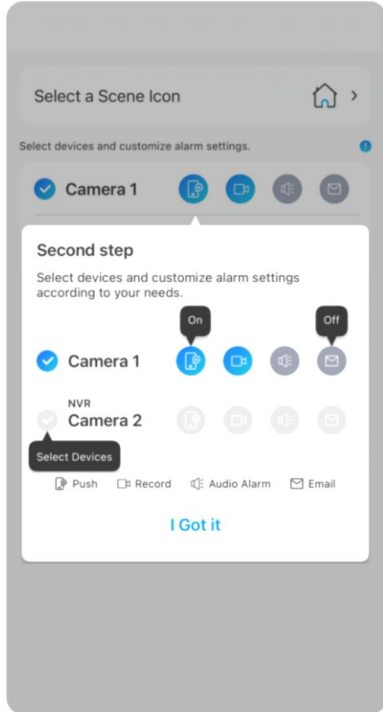 Select a Scene Icon
Select devices and customize alarm settings.
Camera 1
Second step
Select devices and customize alarm settings
according to your needs.
On
Off
Camera 1
NVR
Camera 2
Select Devices
Push
Record
Audio Alarm
Email
I Got it